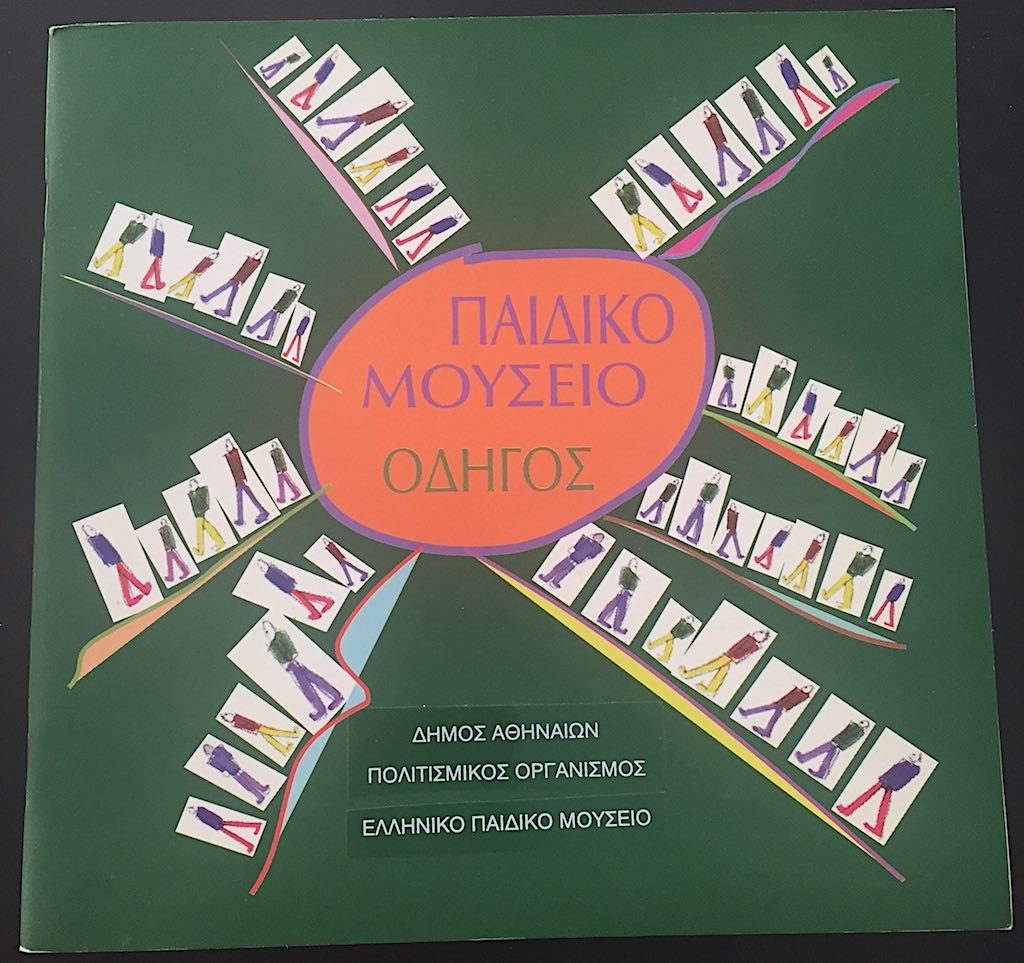 ΠΑΙΔΙΚΟ
ΜΟΥΣΕΙΟ
ΟΔΗΓΟΣ
ΔΗΜΟΣ ΑΘΗΝΑΙΩΝ
ΠΟΛΙΤΙΣΜΙΚΟΣ ΟΡΓΑΝΙΣΜΟΣ
ΕΛΛΗΝΙΚΟ ΠΑΙΔΙΚΟ ΜΟΥΣΕΙΟ